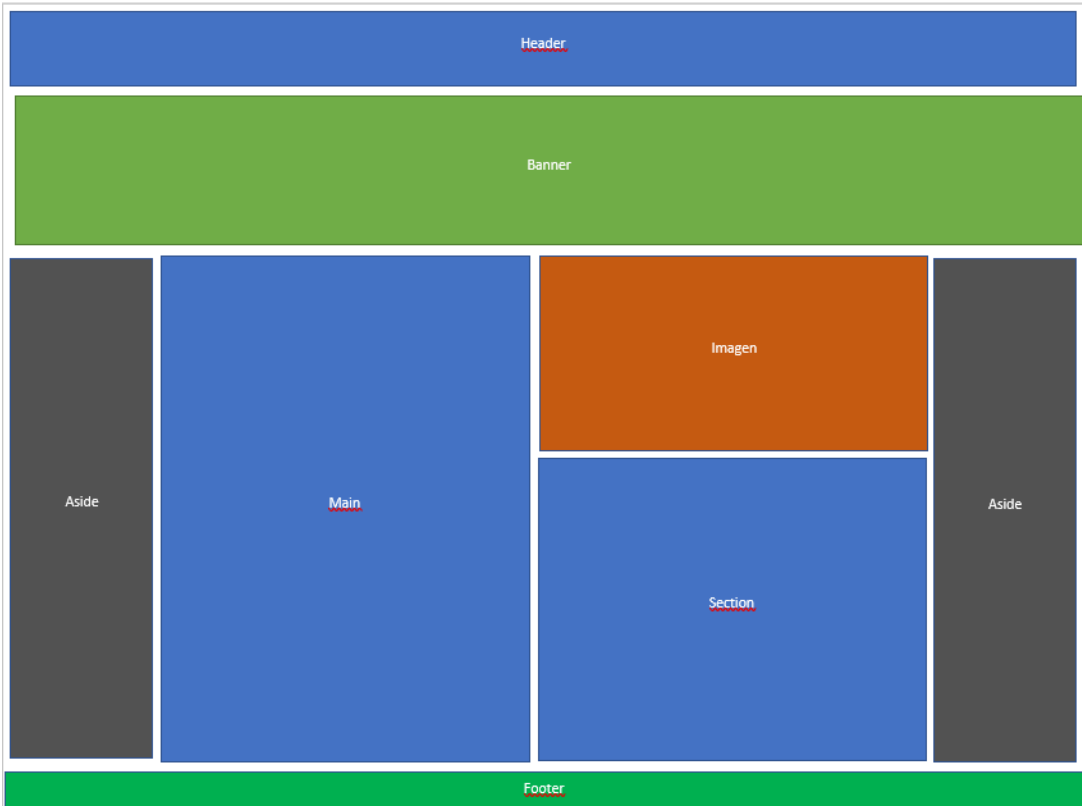 Header
Banner
Imagen
Aside
Main
Aside
Section
Footer